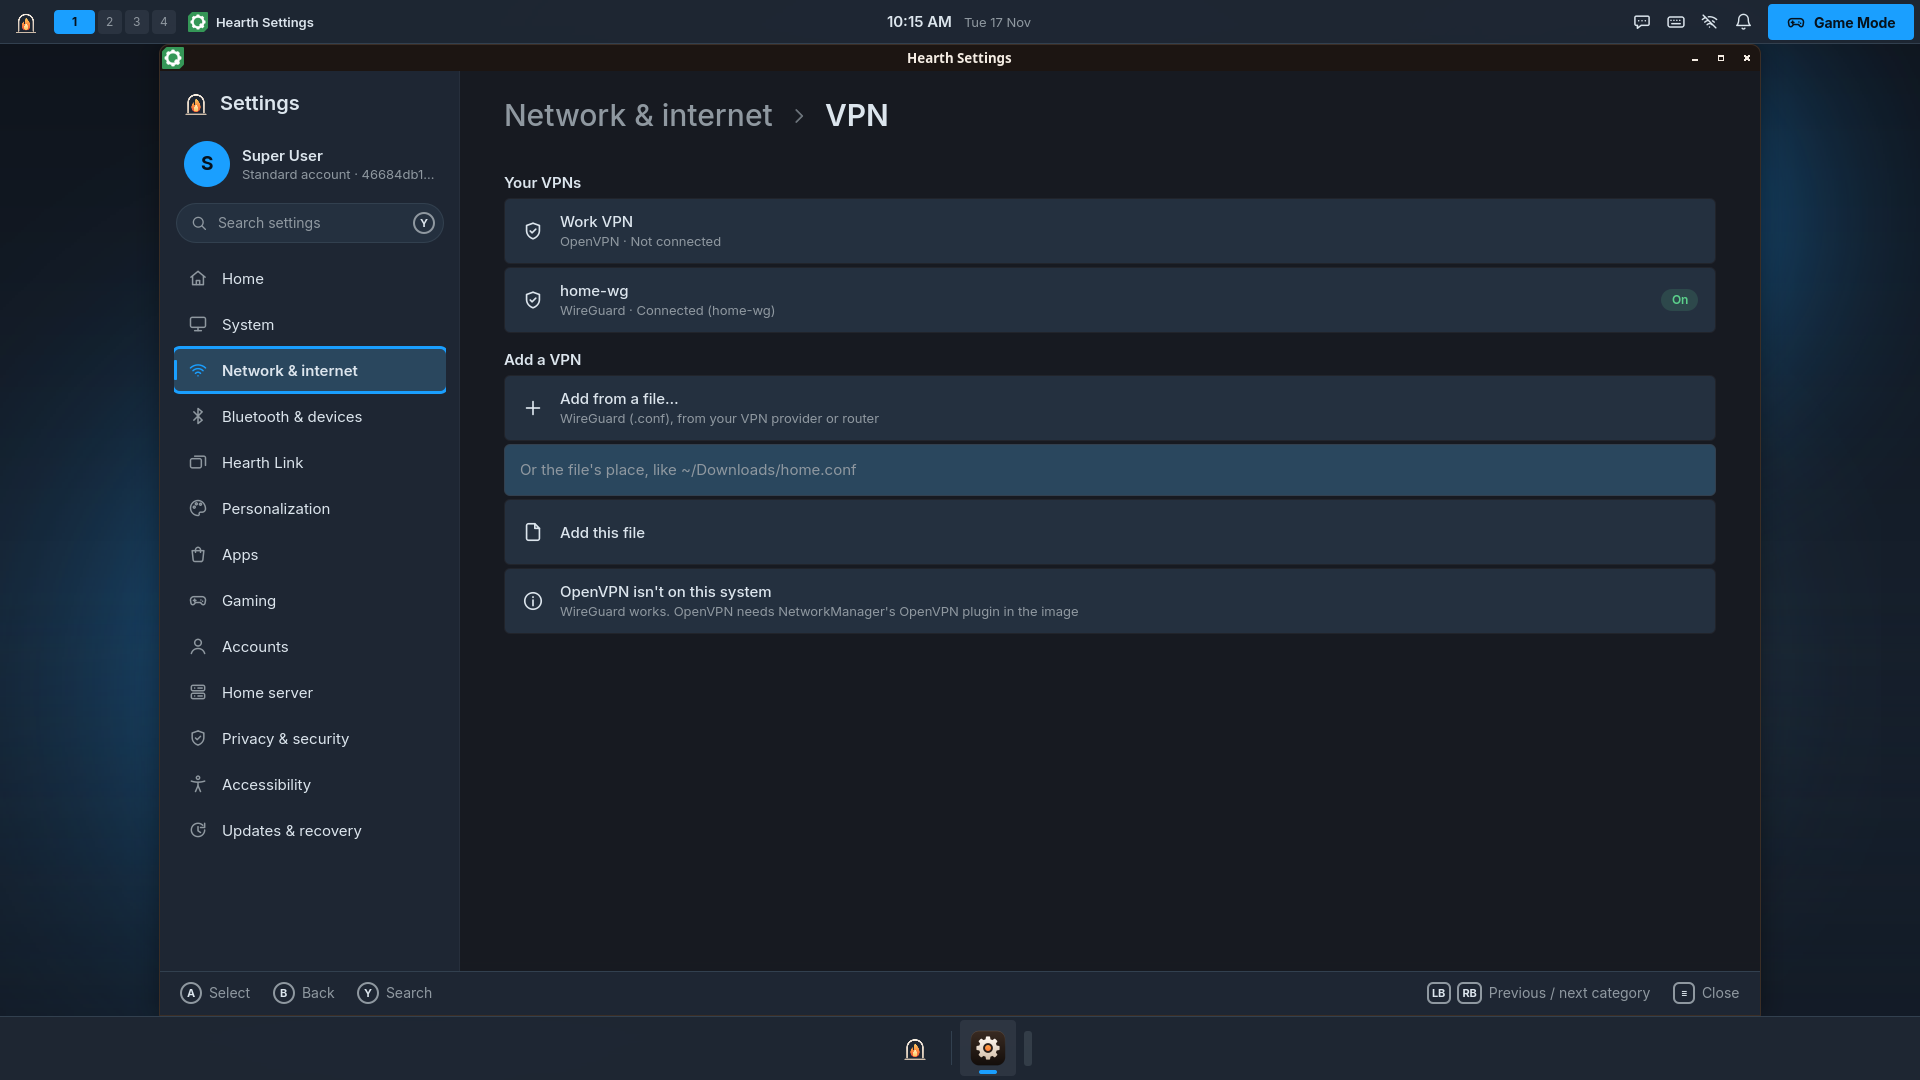 1 2 3 4 Hearth Settings
10:15 AM Tue 17 Nov
Game Mode
Hearth Settings
Settings
S
Super User
Standard account · 46684db1...
Search settings Y
Home
System
Network & internet
Bluetooth & devices
Hearth Link
Personalization
Apps
Gaming
Accounts
Home server
Privacy & security
Accessibility
Updates & recovery
Network & internet > VPN
Your VPNs
Work VPN
OpenVPN · Not connected
home-wg
WireGuard · Connected (home-wg)
On
Add a VPN
Add from a file...
WireGuard (.conf), from your VPN provider or router
Or the file's place, like ~/Downloads/home.conf
Add this file
OpenVPN isn't on this system
WireGuard works. OpenVPN needs NetworkManager's OpenVPN plugin in the image
A Select B Back Y Search
LB RB Previous / next category Close